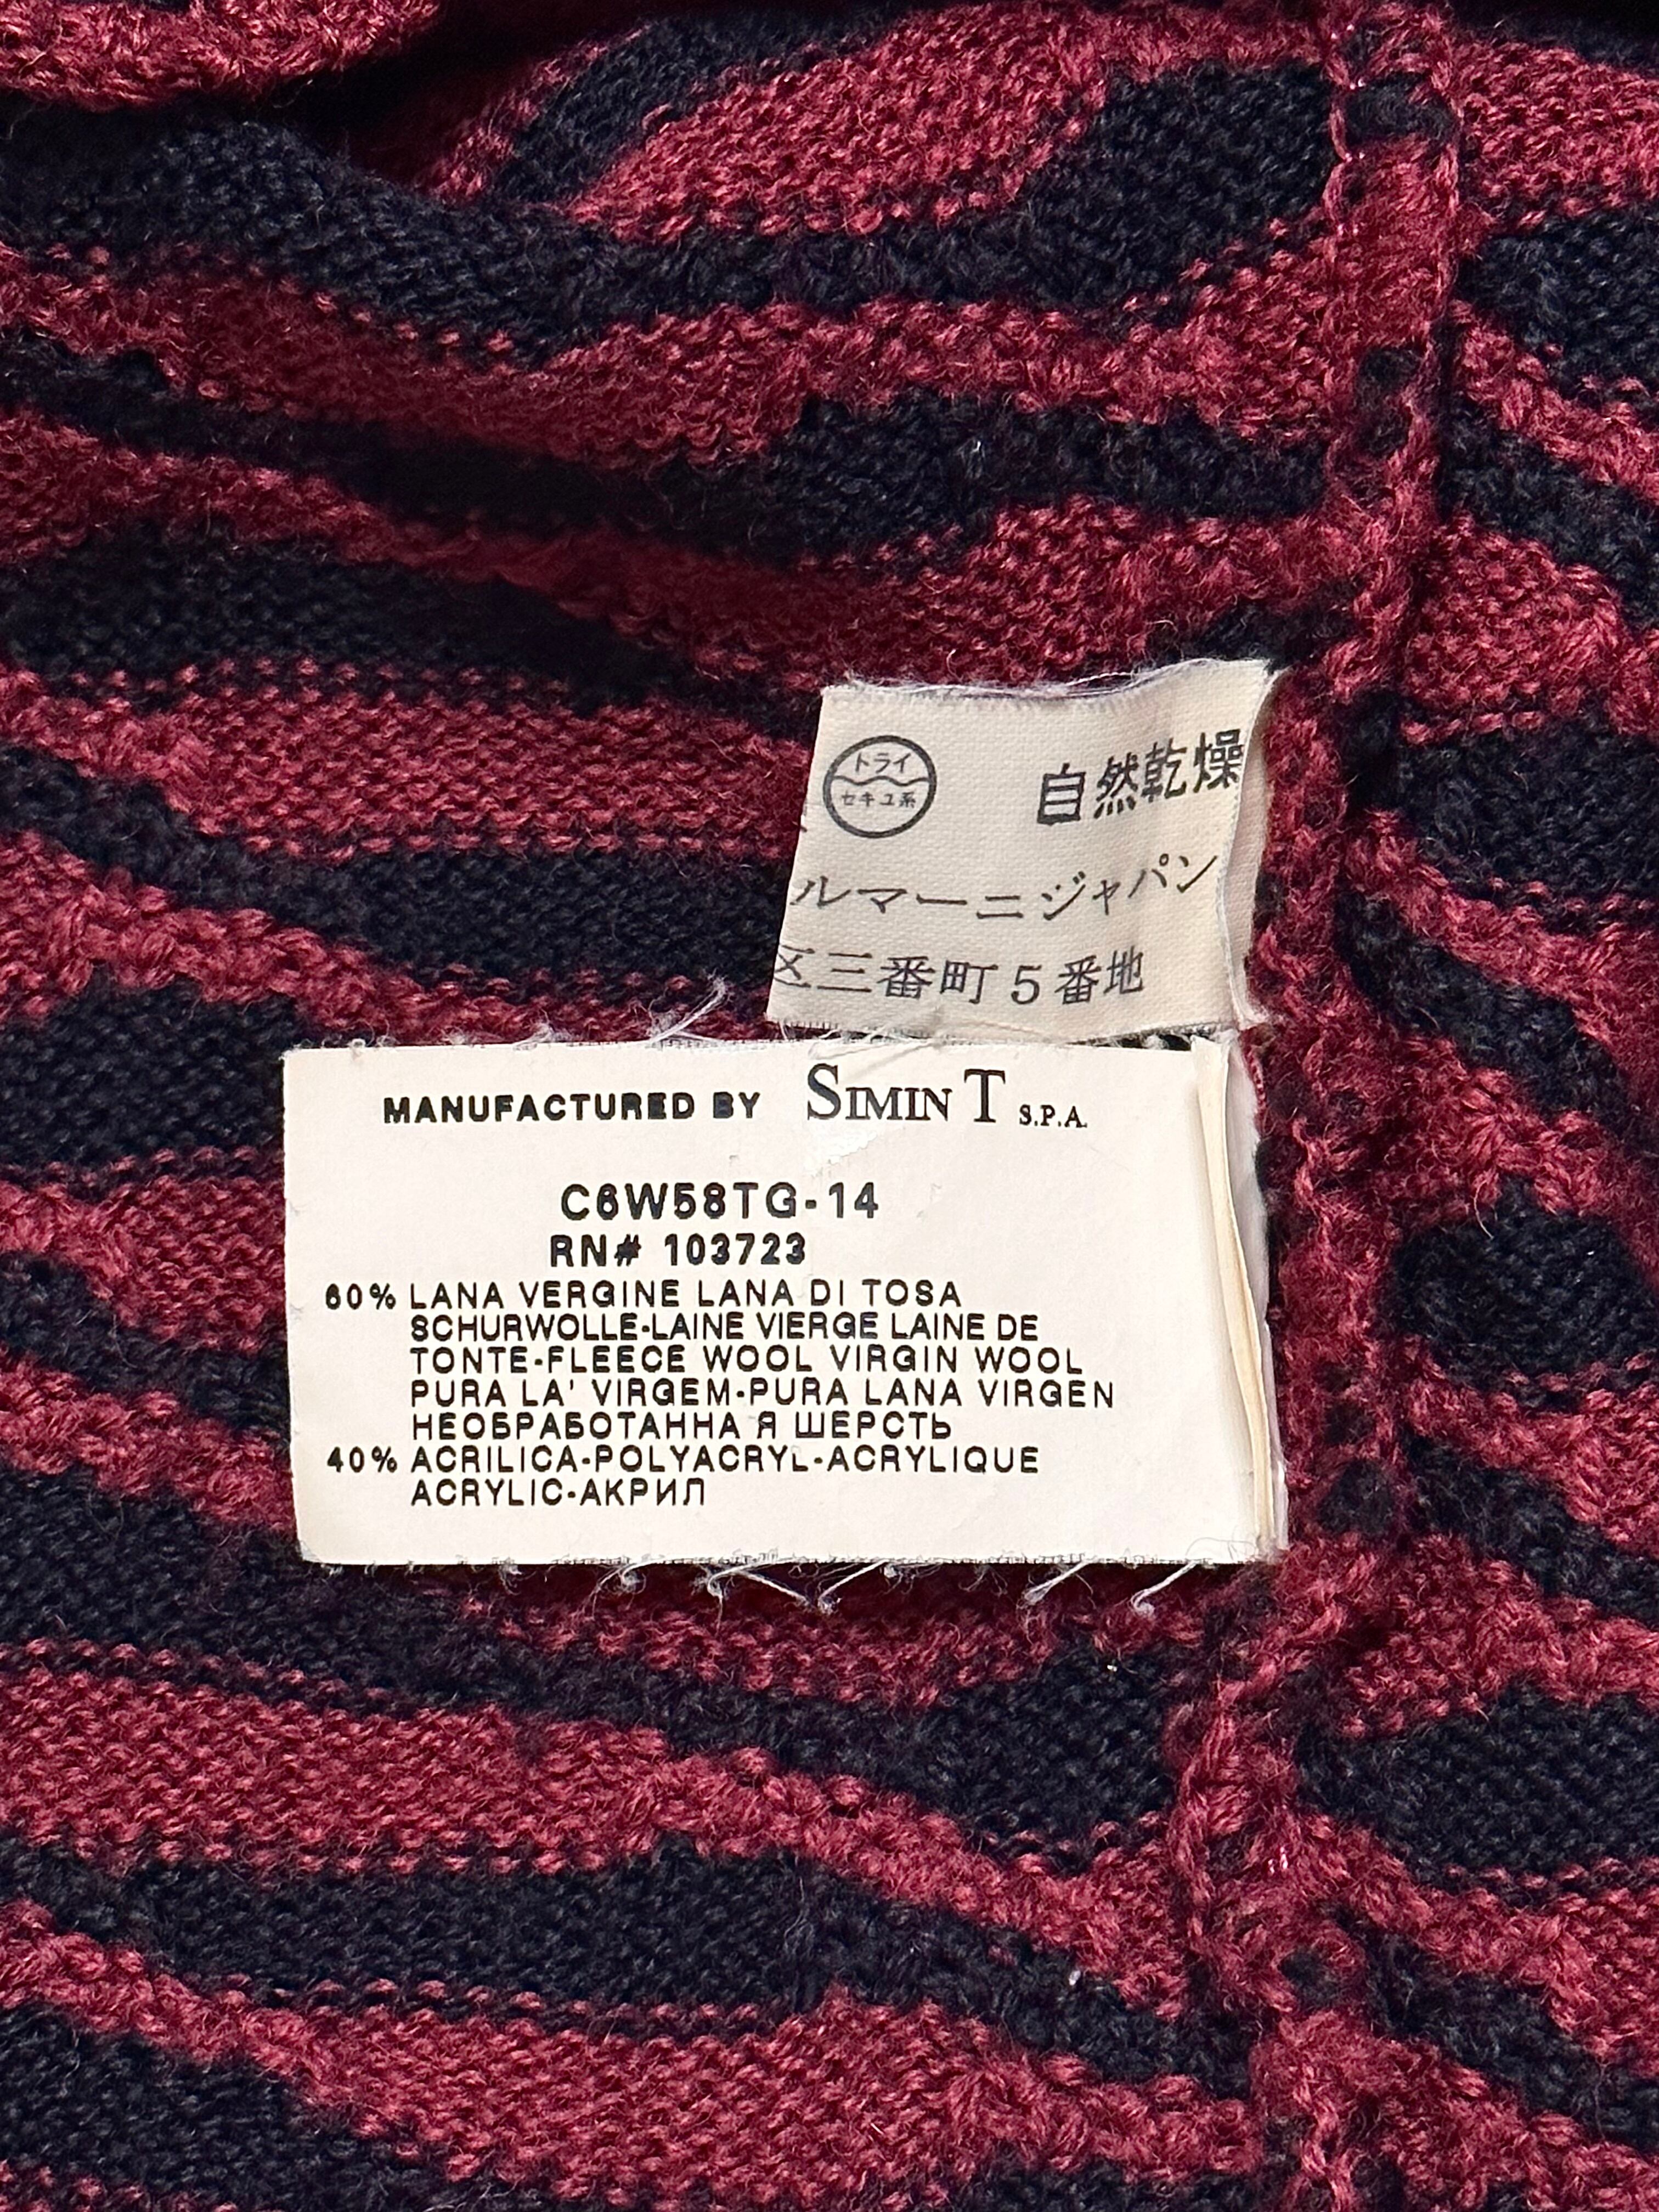 ドライ
セキユ系
自然乾燥
ルマーニジャパン
区三番町5番地
MANUFACTURED BY SIMIN T S.P.A.
C6W58TG-14
RN# 103723
60% LANA VERGINE LANA DI TOSA
SCHURWOLLE-LAINE VIERGE LAINE DE
TONTE-FLEECE WOOL VIRGIN WOOL
PURA LA' VIRGEM-PURA LANA VIRGEN
НЕОБРАБОТАННА Я ШЕРСТЬ
40% ACRILICA-POLYACRYL-ACRYLIQUE
ACRYLIC-АКРИЛ